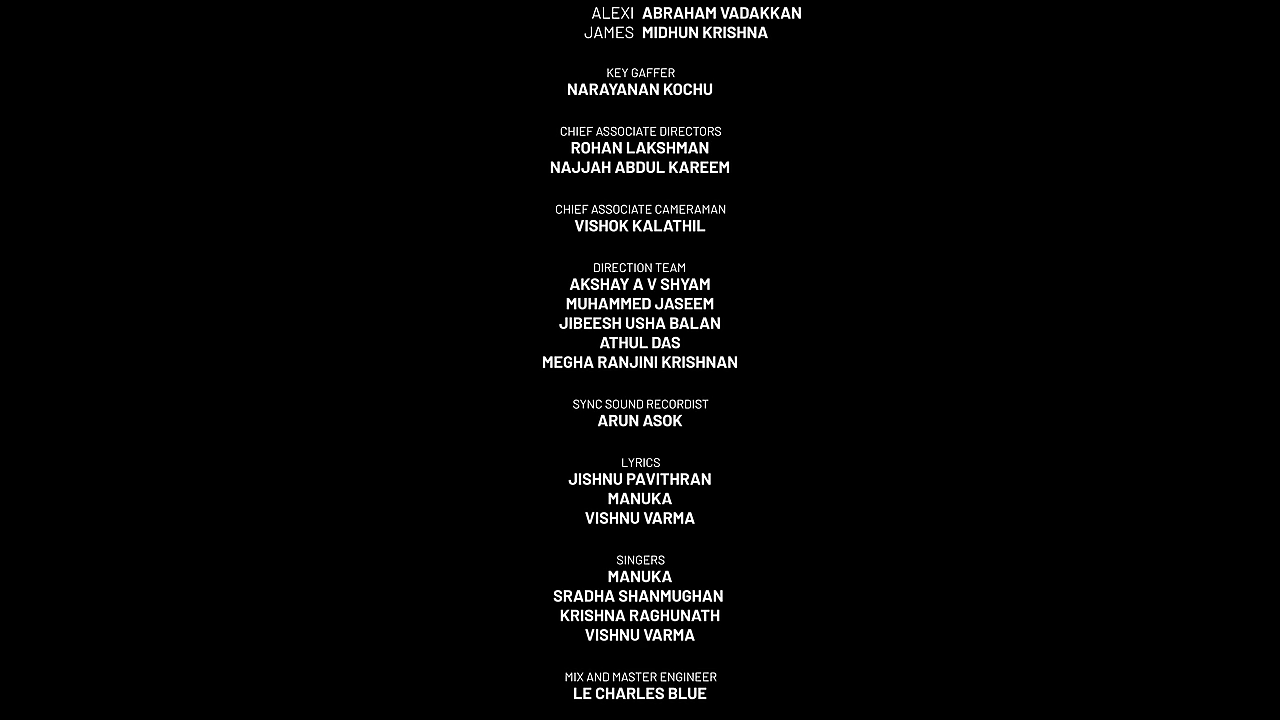 ALEXI ABRAHAM VADAKKAN
JAMES MIDHUN KRISHNA
KEY GAFFER
NARAYANAN KOCHU
CHIEF ASSOCIATE DIRECTORS
ROHAN LAKSHMAN
NAJJAH ABDUL KAREEM
CHIEF ASSOCIATE CAMERAMAN
VISHOK KALATHIL
DIRECTION TEAM
AKSHAY A V SHYAM
MUHAMMED JASEEM
JIBEESH USHA BALAN
ATHUL DAS
MEGHA RANJINI KRISHNAN
SYNC SOUND RECORDIST
ARUN ASOK
LYRICS
JISHNU PAVITHRAN
MANUKA
VISHNU VARMA
SINGERS
MANUKA
SRADHA SHANMUGHAN
KRISHNA RAGHUNATH
VISHNU VARMA
MIX AND MASTER ENGINEER
LE CHARLES BLUE